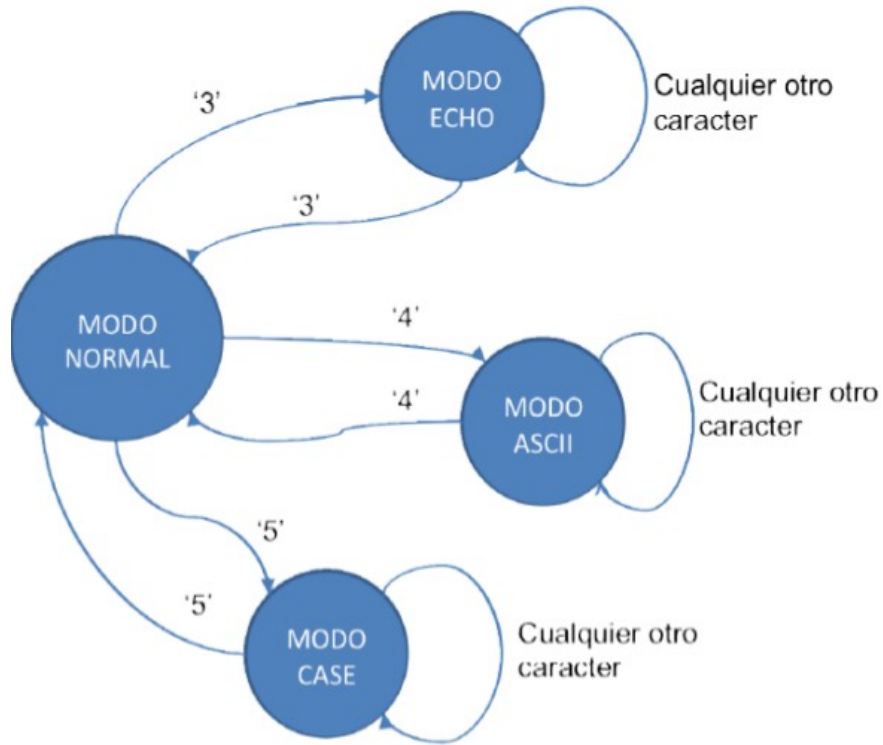 MODO
ECHO
Cualquier otro
caracter
‘3’
‘3’
MODO
NORMAL
‘4’
‘4’
MODO
ASCII
Cualquier otro
caracter
‘5’
‘5’
MODO
CASE
Cualquier otro
caracter